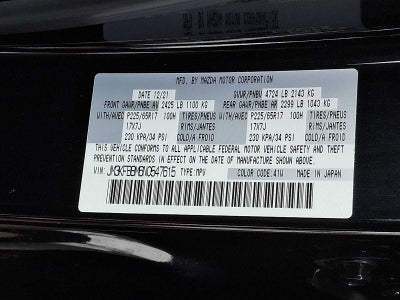 MFD. BY MAZDA MOTOR CORPORATION
DATE 12/21 GVWR/PNBV 4724 LB 2143 KG
FRONT GAWR/PNBE AV 2425 LB 1100 KG REAR GAWR/PNBE AR 2299 LB 1043 KG
WITH/AVEC P225/65R17 100H TIRES/PNEUS WITH/AVEC P225/65R17 100H TIRES/PNEUS
17X7J RIMS/JANTES 17X7J RIMS/JANTES
230 KPA/34 PSI COLD/A FROID 230 KPA/34 PSI COLD/A FROID
THIS VEHICLE CONFORMS TO ALL APPLICABLE FEDERAL MOTOR VEHICLE SAFETY AND THEFT
PREVENTION STANDARDS IN EFFECT ON THE DATE OF MANUFACTURE SHOWN ABOVE.
VIN: TYPE:MPV COLOR CODE:41W MADE IN JAPAN